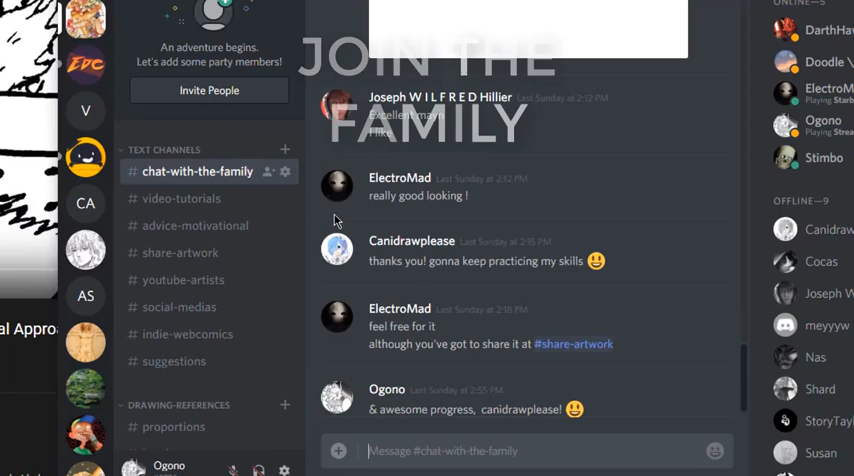 ONLINE—5
An adventure begins.
Let's add some party members!
Invite People
EDC
V
CA
AS
JOIN THE
FAMILY
TEXT CHANNELS
# chat-with-the-family
# video-tutorials
# advice-motivational
# share-artwork
# youtube-artists
# social-medias
# indie-webcomics
# suggestions
DRAWING-REFERENCES
# proportions
Ogono
Joseph W I L F R E D Hillier Last Sunday at 2:12 PM
Excellent mayn
I like
ElectroMad Last Sunday at 2:12 PM
really good looking !
Canidrawplease Last Sunday at 2:15 PM
thanks you! gonna keep practicing my skills
ElectroMad Last Sunday at 2:18 PM
feel free for it
although you've got to share it at #share-artwork
Ogono Last Sunday at 2:55 PM
& awesome progress, canidrawplease!
Message #chat-with-the-family
DarthHav
Doodle \
ElectroM
Playing Starb
Ogono
Playing Strea
Stimbo
OFFLINE—9
Canidraw
Cocas
Joseph W
meyyyw
Nas
Shard
StoryTay
Susan
al Approa